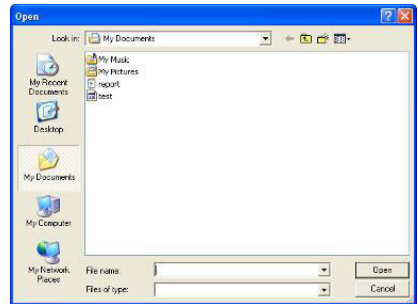 Open
Look in:
My Documents
My Music
My Pictures
report
test
My Recent
Documents
Desktop
My Documents
My Computer
My Network
Places
File name:
Open
Files of type:
Cancel